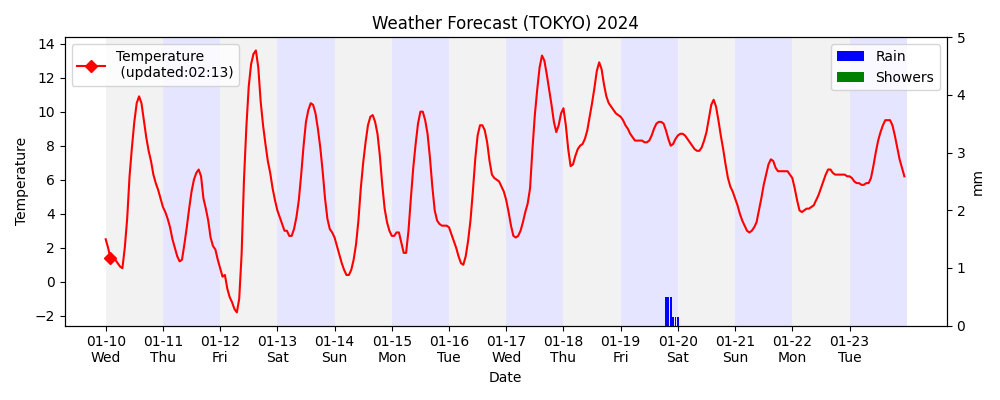 Weather Forecast (TOKYO) 2024
Temperature
(updated:02:13)
Rain
Showers
14
12
10
8
6
4
2
0
−2
Temperature
5
4
3
2
1
0
mm
01-10 01-11 01-12 01-13 01-14 01-15 01-16 01-17 01-18 01-19 01-20 01-21 01-22 01-23
Wed Thu Fri Sat Sun Mon Tue Wed Thu Fri Sat Sun Mon Tue
Date